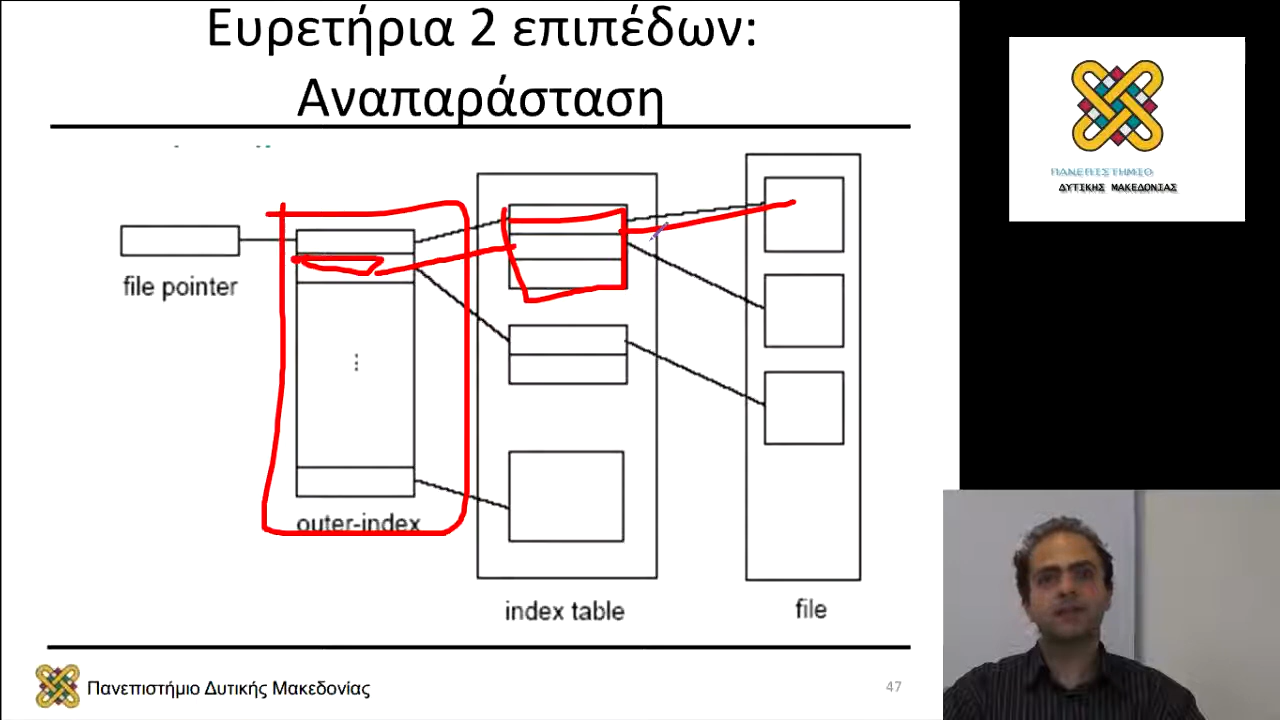 Ευρετήρια 2 επιπέδων:
Αναπαράσταση
ΠΑΝΕΠΙΣΤΗΜΙΟ
ΔΥΤΙΚΗΣ ΜΑΚΕΔΟΝΙΑΣ
file pointer
outer-index
index table
file
Πανεπιστήμιο Δυτικής Μακεδονίας
47